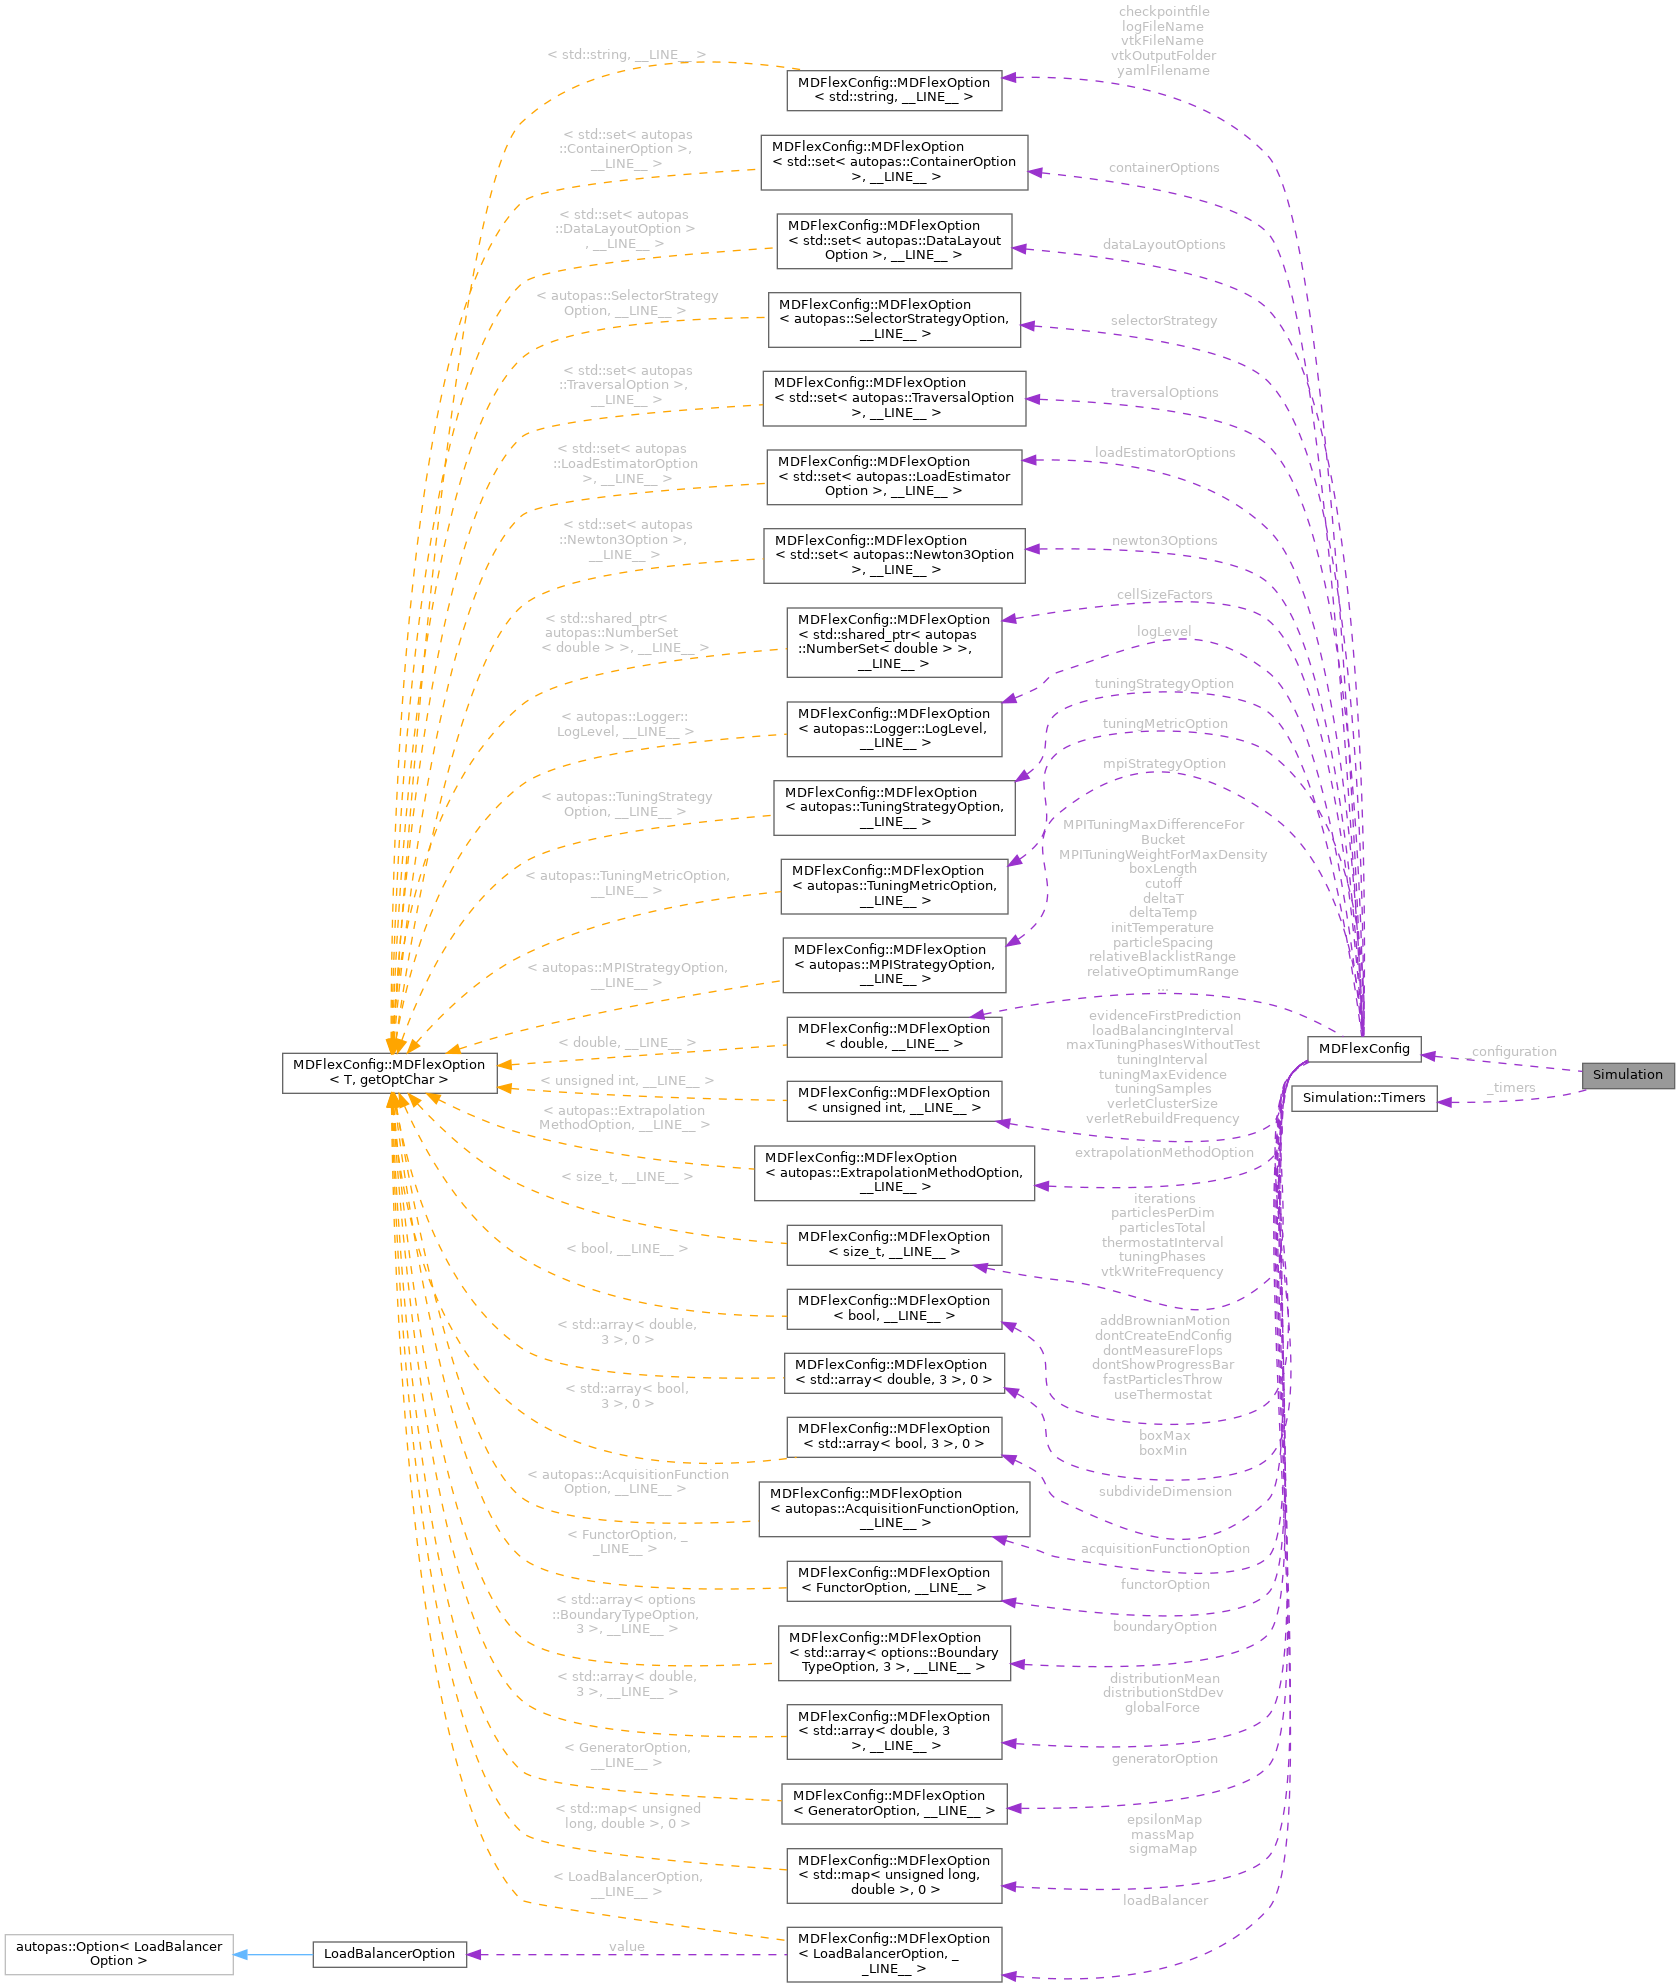 checkpointfile
logFileName
vtkFileName
vtkOutputFolder
yamlFilename
< std::string, __LINE__ >
MDFlexConfig::MDFlexOption
< std::string, __LINE__ >
< std::set< autopas
::ContainerOption >,
__LINE__ >
MDFlexConfig::MDFlexOption
< std::set< autopas::ContainerOption
>, __LINE__ >
containerOptions
< std::set< autopas
::DataLayoutOption >
, __LINE__ >
MDFlexConfig::MDFlexOption
< std::set< autopas::DataLayout
Option >, __LINE__ >
dataLayoutOptions
< autopas::SelectorStrategy
Option, __LINE__ >
MDFlexConfig::MDFlexOption
< autopas::SelectorStrategyOption,
__LINE__ >
selectorStrategy
< std::set< autopas
::TraversalOption >,
__LINE__ >
MDFlexConfig::MDFlexOption
< std::set< autopas::TraversalOption
>, __LINE__ >
traversalOptions
< std::set< autopas
::LoadEstimatorOption
>, __LINE__ >
MDFlexConfig::MDFlexOption
< std::set< autopas::LoadEstimator
Option >, __LINE__ >
loadEstimatorOptions
< std::set< autopas
::Newton3Option >,
__LINE__ >
MDFlexConfig::MDFlexOption
< std::set< autopas::Newton3Option
>, __LINE__ >
newton3Options
< std::shared_ptr<
autopas::NumberSet
< double > >, __LINE__ >
MDFlexConfig::MDFlexOption
< std::shared_ptr< autopas
::NumberSet< double > >,
__LINE__ >
cellSizeFactors
< autopas::Logger::
LogLevel, __LINE__ >
MDFlexConfig::MDFlexOption
< autopas::Logger::LogLevel,
__LINE__ >
logLevel
< autopas::TuningStrategy
Option, __LINE__ >
MDFlexConfig::MDFlexOption
< autopas::TuningStrategyOption,
__LINE__ >
tuningStrategyOption
< autopas::TuningMetricOption,
__LINE__ >
MDFlexConfig::MDFlexOption
< autopas::TuningMetricOption,
__LINE__ >
tuningMetricOption
< autopas::MPIStrategyOption,
__LINE__ >
MDFlexConfig::MDFlexOption
< autopas::MPIStrategyOption,
__LINE__ >
mpiStrategyOption
MPITuningMaxDifferenceFor
Bucket
MPITuningWeightForMaxDensity
boxLength
cutoff
deltaT
deltaTemp
initTemperature
particleSpacing
relativeBlacklistRange
relativeOptimumRange
...
< double, __LINE__ >
MDFlexConfig::MDFlexOption
< double, __LINE__ >
MDFlexConfig::MDFlexOption
< T, getOptChar >
MDFlexConfig
_configuration
Simulation
_timers
Simulation::Timers
evidenceFirstPrediction
loadBalancingInterval
maxTuningPhasesWithoutTest
tuningInterval
tuningMaxEvidence
tuningSamples
verletClusterSize
verletRebuildFrequency
< unsigned int, __LINE__ >
MDFlexConfig::MDFlexOption
< unsigned int, __LINE__ >
< autopas::Extrapolation
MethodOption, __LINE__ >
MDFlexConfig::MDFlexOption
< autopas::ExtrapolationMethodOption,
__LINE__ >
extrapolationMethodOption
< size_t, __LINE__ >
MDFlexConfig::MDFlexOption
< size_t, __LINE__ >
iterations
particlesPerDim
particlesTotal
thermostatInterval
tuningPhases
vtkWriteFrequency
< bool, __LINE__ >
MDFlexConfig::MDFlexOption
< bool, __LINE__ >
addBrownianMotion
dontCreateEndConfig
dontMeasureFlops
dontShowProgressBar
fastParticlesThrow
useThermostat
< std::array< double,
3 >, 0 >
MDFlexConfig::MDFlexOption
< std::array< double, 3 >, 0 >
boxMax
boxMin
< std::array< bool,
3 >, 0 >
MDFlexConfig::MDFlexOption
< std::array< bool, 3 >, 0 >
subdivideDimension
< autopas::AcquisitionFunction
Option, __LINE__ >
MDFlexConfig::MDFlexOption
< autopas::AcquisitionFunctionOption,
__LINE__ >
acquisitionFunctionOption
< FunctorOption, _
_LINE__ >
MDFlexConfig::MDFlexOption
< FunctorOption, __LINE__ >
functorOption
< std::array< options
::BoundaryTypeOption,
3 >, __LINE__ >
MDFlexConfig::MDFlexOption
< std::array< options::Boundary
TypeOption, 3 >, __LINE__ >
boundaryOption
< std::array< double,
3 >, __LINE__ >
MDFlexConfig::MDFlexOption
< std::array< double, 3
>, __LINE__ >
distributionMean
distributionStdDev
globalForce
< GeneratorOption,
__LINE__ >
MDFlexConfig::MDFlexOption
< GeneratorOption, __LINE__ >
generatorOption
< std::map< unsigned
long, double >, 0 >
MDFlexConfig::MDFlexOption
< std::map< unsigned long,
double >, 0 >
epsilonMap
massMap
sigmaMap
< LoadBalancerOption,
__LINE__ >
MDFlexConfig::MDFlexOption
< LoadBalancerOption, _
_LINE__ >
loadBalancer
value
LoadBalancerOption
autopas::Option< LoadBalancer
Option >